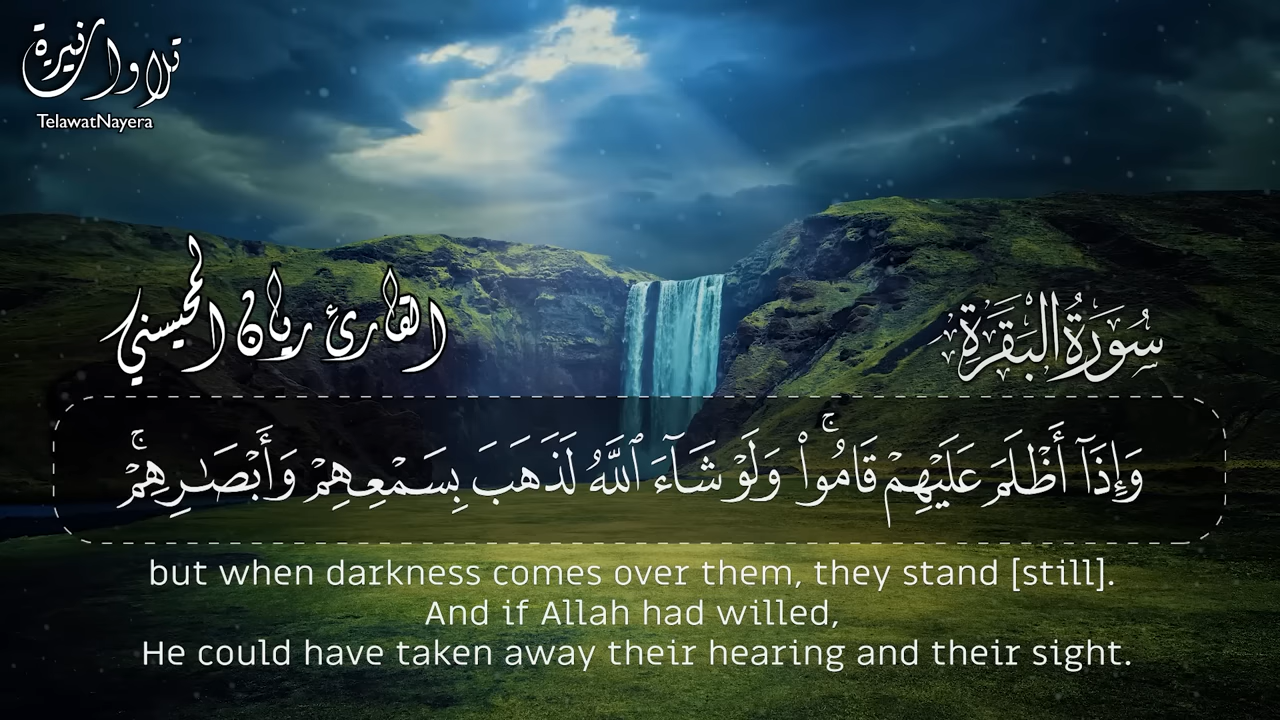 تلاوات نيرة
TelawatNayera
القارئ ريان المحيسني
سُورَةُ البَقَرَةِ
وَإِذَآ أَظۡلَمَ عَلَيۡهِمۡ قَامُواْۚ وَلَوۡ شَآءَ ٱللَّهُ لَذَهَبَ بِسَمۡعِهِمۡ وَأَبۡصَٰرِهِمۡۚ
but when darkness comes over them, they stand [still].
And if Allah had willed,
He could have taken away their hearing and their sight.